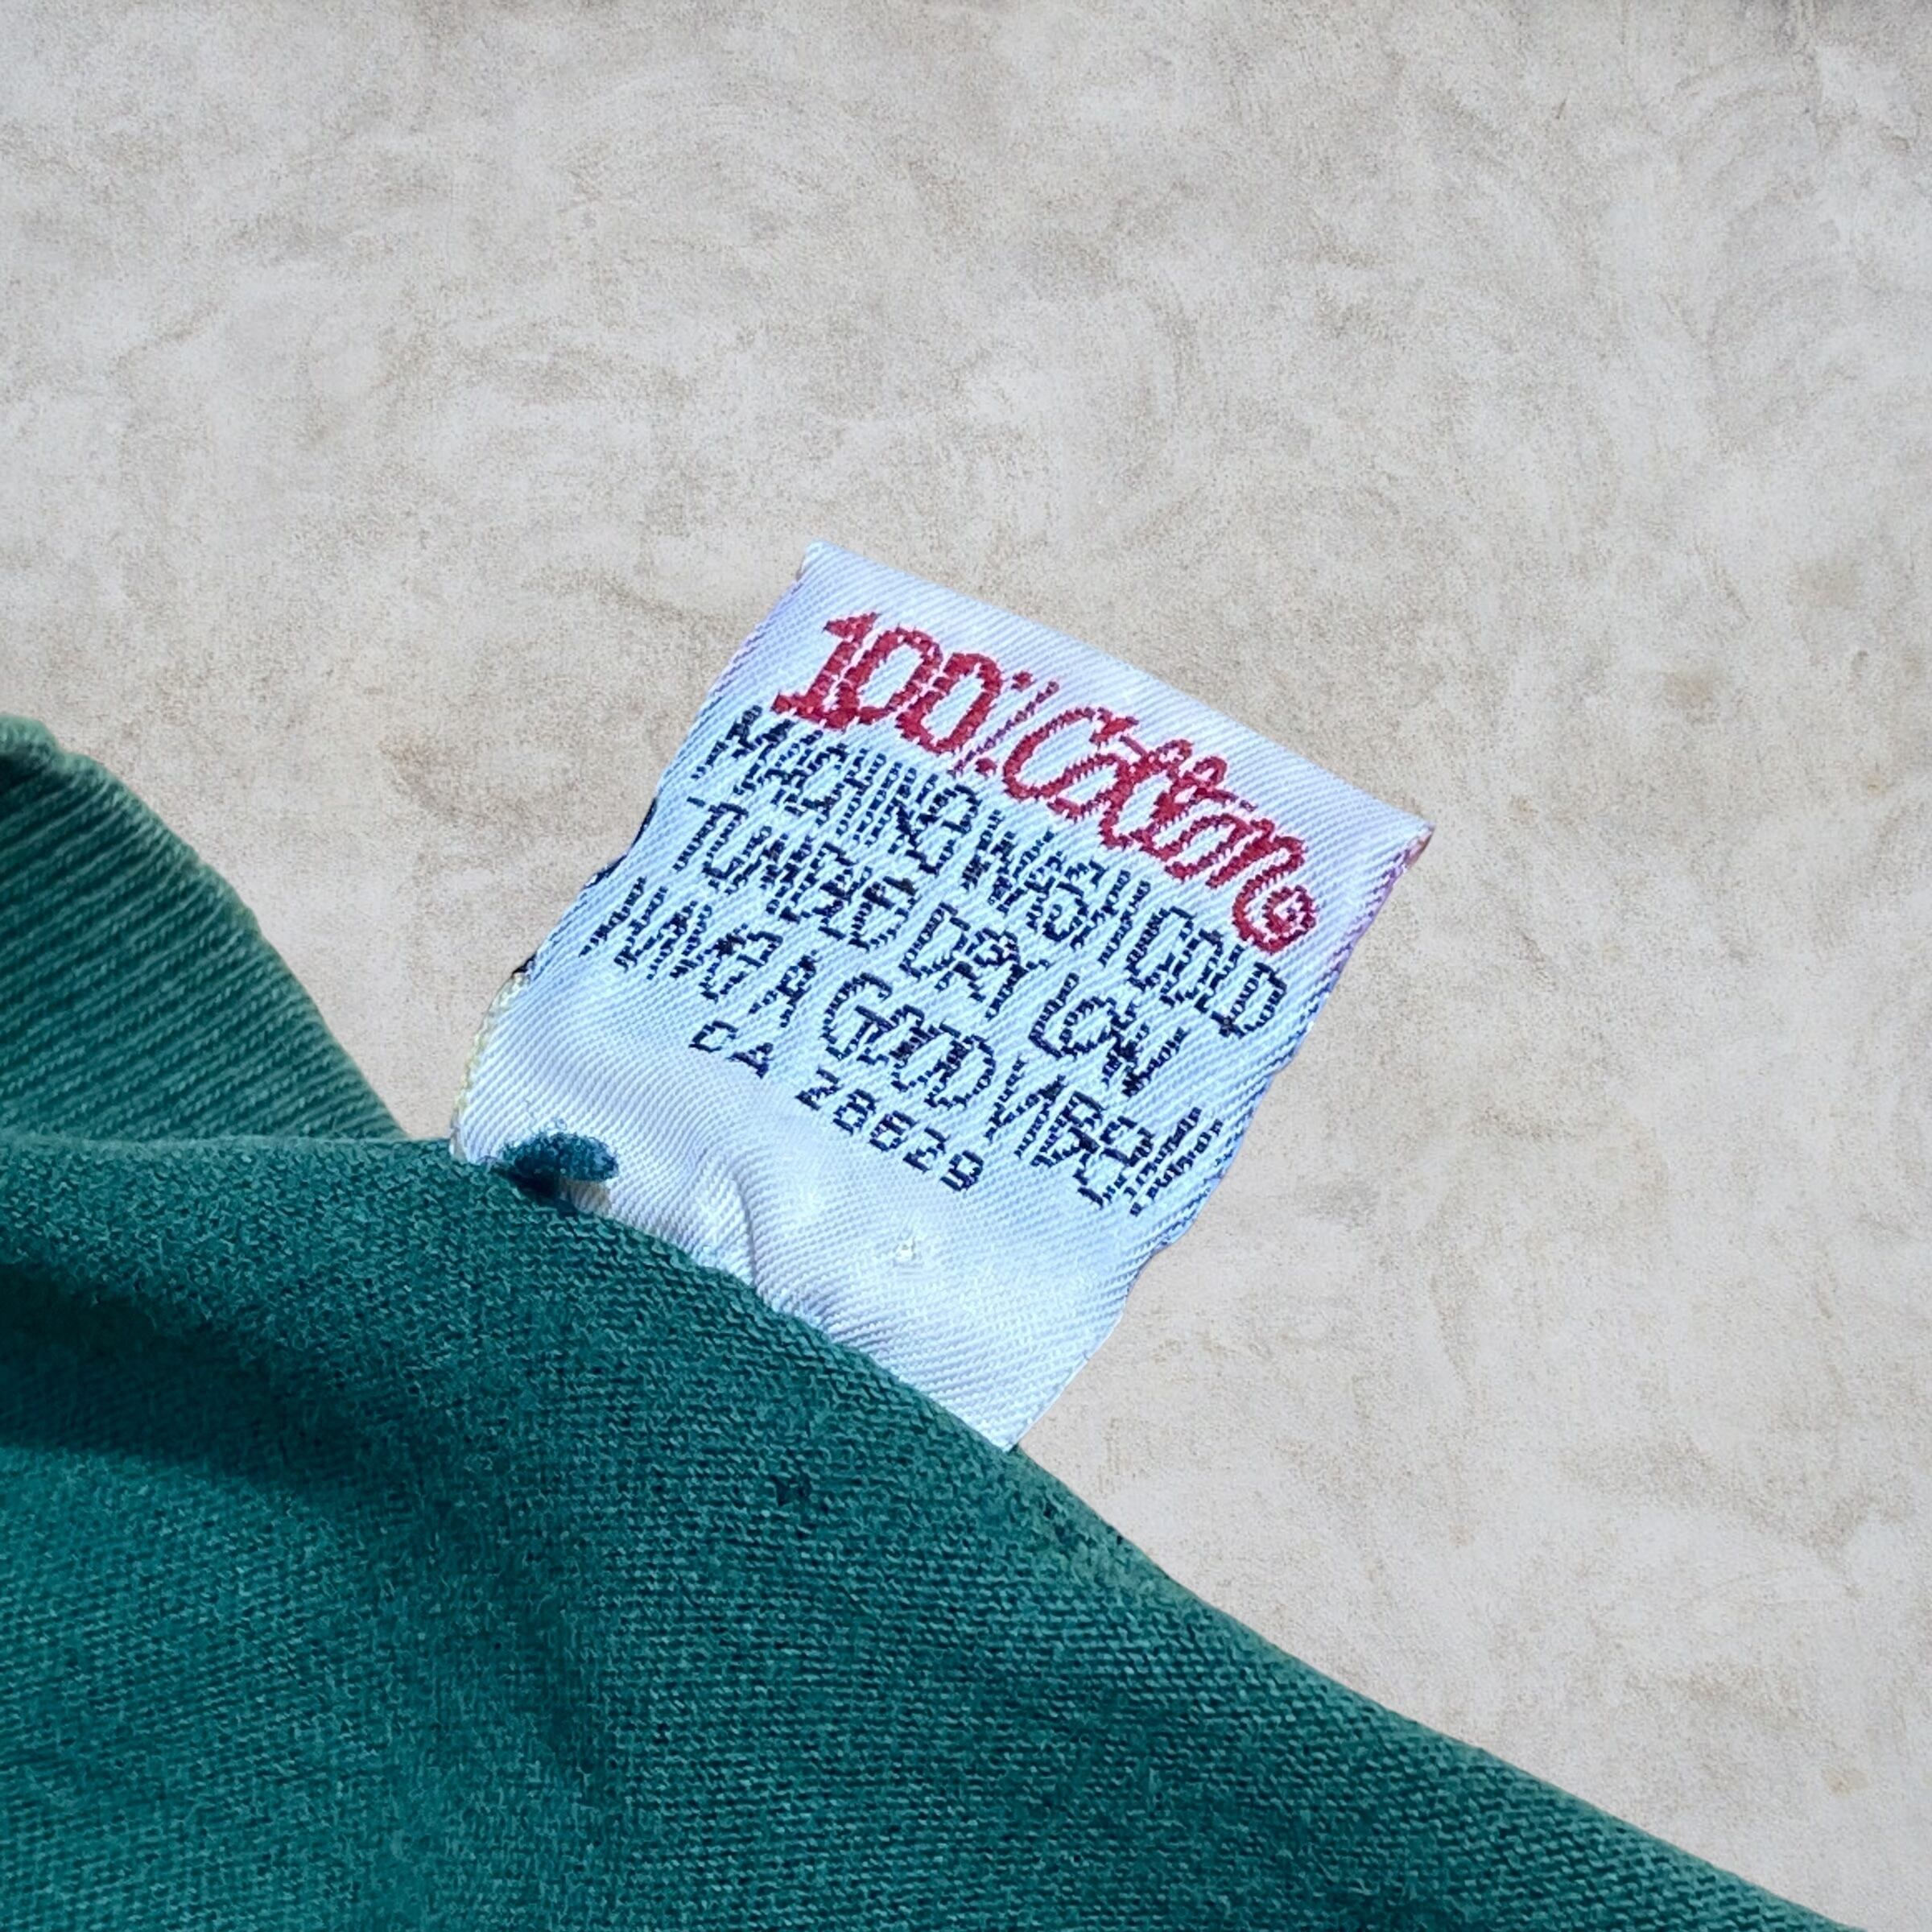 100% Cotton
MACHINE WASH COLD
TUMBLE DRY LOW
HAVE A GOOD VIBE!!
CA 28629